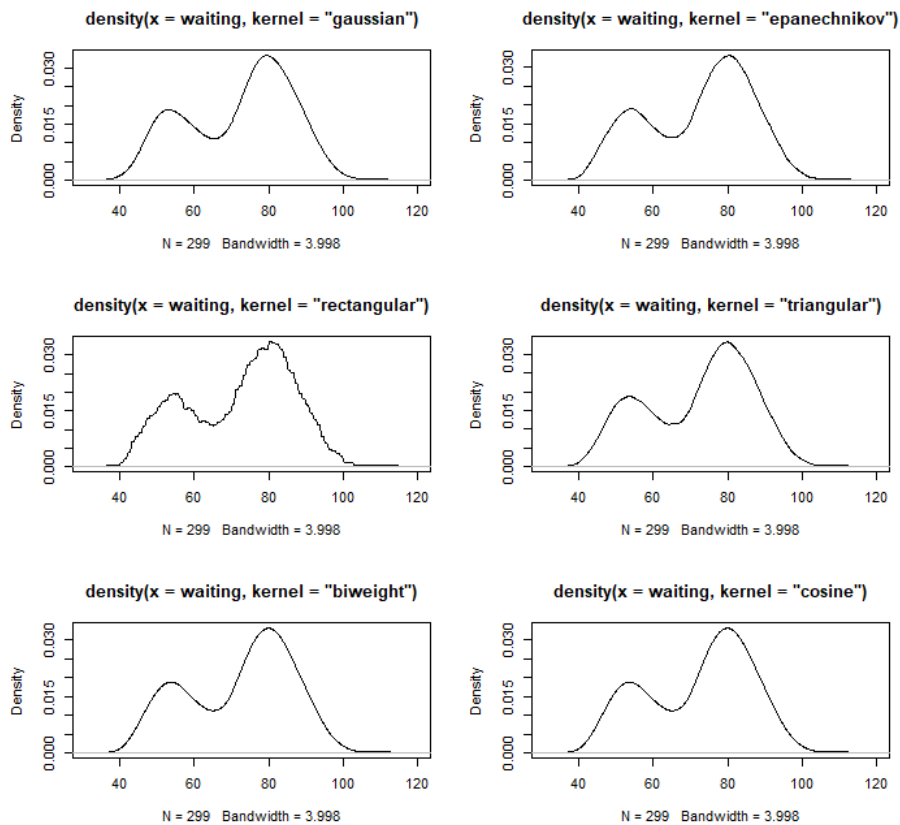 density(x = waiting, kernel = "gaussian")
Density
0.000 0.015 0.030
40 60 80 100 120
N = 299 Bandwidth = 3.998
density(x = waiting, kernel = "epanechnikov")
Density
0.000 0.015 0.030
40 60 80 100 120
N = 299 Bandwidth = 3.998
density(x = waiting, kernel = "rectangular")
Density
0.000 0.015 0.030
40 60 80 100 120
N = 299 Bandwidth = 3.998
density(x = waiting, kernel = "triangular")
Density
0.000 0.015 0.030
40 60 80 100 120
N = 299 Bandwidth = 3.998
density(x = waiting, kernel = "biweight")
Density
0.000 0.015 0.030
40 60 80 100 120
N = 299 Bandwidth = 3.998
density(x = waiting, kernel = "cosine")
Density
0.000 0.015 0.030
40 60 80 100 120
N = 299 Bandwidth = 3.998